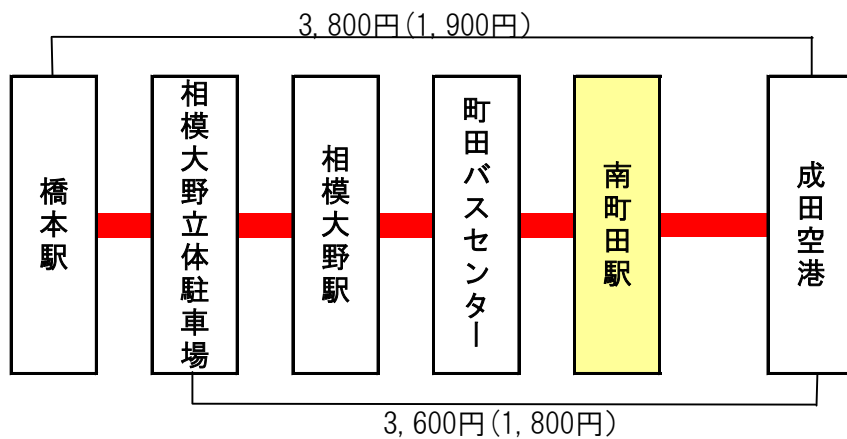 3,800円(1,900円)
橋本駅
相模大野立体駐車場
相模大野駅
町田バスセンター
南町田駅
成田空港
3,600円(1,800円)